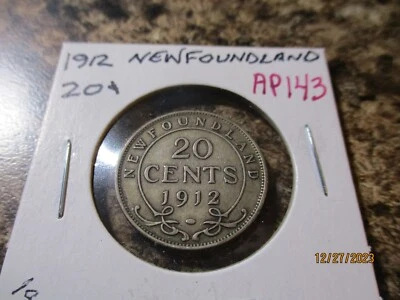 1912 NEWFOUNDLAND
20¢
AP143
NEWFOUNDLAND
20
CENTS
1912
12/27/2023